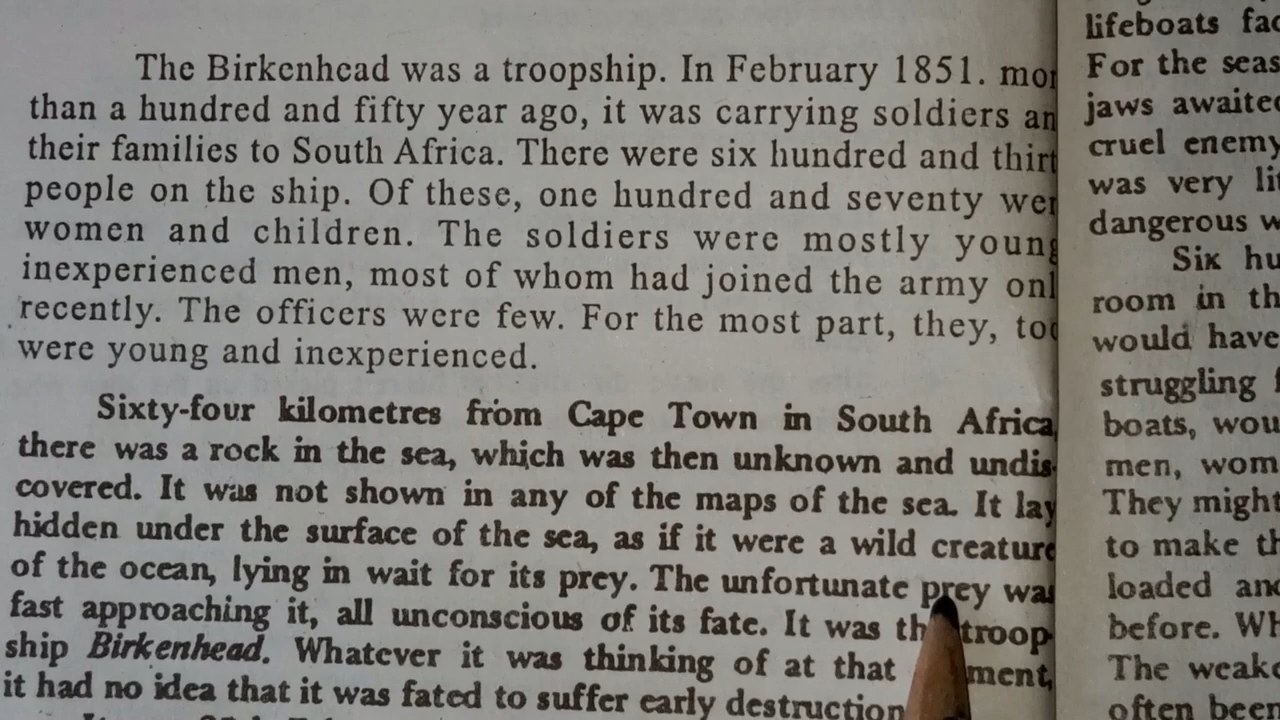 The Birkenhead was a troopship. In February 1851. mor
than a hundred and fifty year ago, it was carrying soldiers an
their families to South Africa. There were six hundred and thirt
people on the ship. Of these, one hundred and seventy wer
women and children. The soldiers were mostly young
inexperienced men, most of whom had joined the army onl
recently. The officers were few. For the most part, they, too
were young and inexperienced.
Sixty-four kilometres from Cape Town in South Africa,
there was a rock in the sea, which was then unknown and undis-
covered. It was not shown in any of the maps of the sea. It lay
hidden under the surface of the sea, as if it were a wild creature
of the ocean, lying in wait for its prey. The unfortunate prey was
fast approaching it, all unconscious of its fate. It was th troop-
ship Birkenhead. Whatever it was thinking of at that ment,
it had no idea that it was fated to suffer early destruction
lifeboats fac
For the seas
jaws awaited
cruel enemy
was very lit
dangerous w
Six hu
room in th
would have
struggling
boats, wou
men, wom
They might
to make th
loaded and
before. Wh
The weake
often been